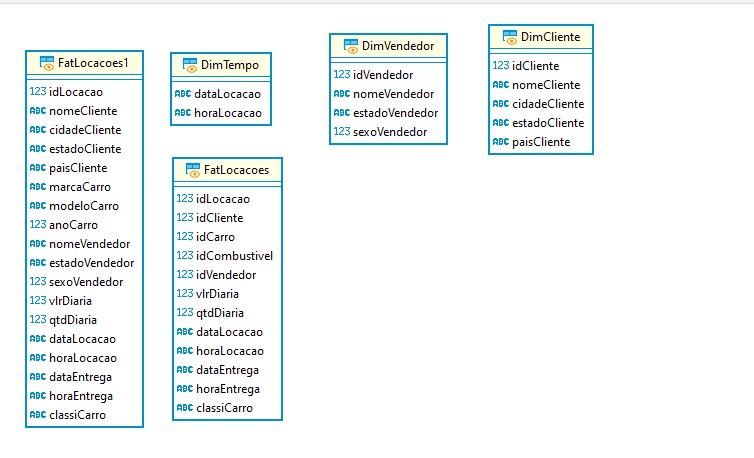 FatLocacoes1
123 idLocacao
ABC nomeCliente
ABC cidadeCliente
ABC estadoCliente
ABC paisCliente
ABC marcaCarro
ABC modeloCarro
123 anoCarro
ABC nomeVendedor
ABC estadoVendedor
123 sexoVendedor
123 vlrDiaria
123 qtdDiaria
ABC dataLocacao
ABC horaLocacao
ABC dataEntrega
ABC horaEntrega
ABC classiCarro
DimTempo
ABC dataLocacao
ABC horaLocacao
FatLocacoes
123 idLocacao
123 idCliente
123 idCarro
123 idCombustivel
123 idVendedor
123 vlrDiaria
123 qtdDiaria
ABC dataLocacao
ABC horaLocacao
ABC dataEntrega
ABC horaEntrega
ABC classiCarro
DimVendedor
123 idVendedor
ABC nomeVendedor
ABC estadoVendedor
123 sexoVendedor
DimCliente
123 idCliente
ABC nomeCliente
ABC cidadeCliente
ABC estadoCliente
ABC paisCliente